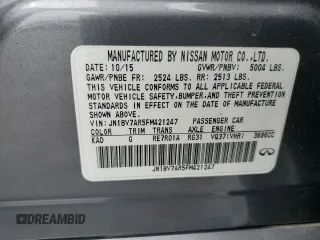 MANUFACTURED BY NISSAN MOTOR CO.,LTD.
DATE: 10/15 GVWR/PNBV: 5004 LBS.
GAWR/PNBE FR: 2524 LBS. RR: 2513 LBS.
THIS VEHICLE CONFORMS TO ALL APPLICABLE FEDERAL
MOTOR VEHICLE SAFETY, BUMPER, AND THEFT
PREVENTION STANDARDS IN EFFECT ON THE DATE OF
MANUFACTURE SHOWN ABOVE.
VIN: JN1BV7AR5FM421247 PASSENGER CAR
COLOR TRIM TRANS AXLE ENGINE
KAD G RE7R01A RG31 VQ37(VHR) 3696CC
JN1BV7AR5FM421247
© COPART - IAAI